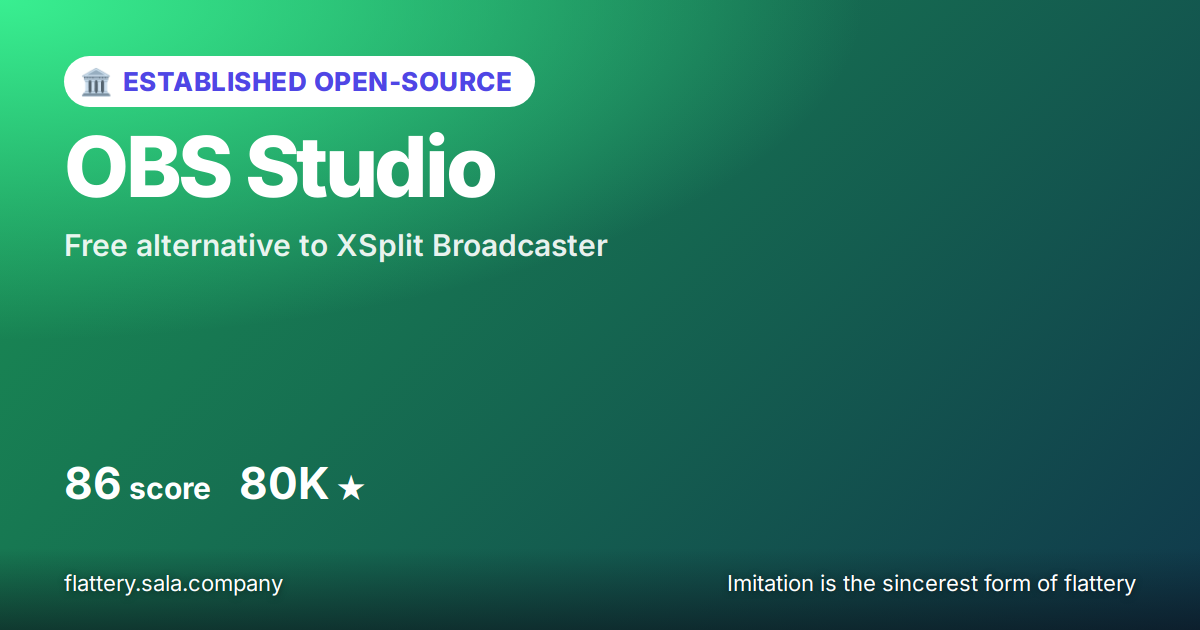 🏛️ ESTABLISHED OPEN-SOURCE
OBS Studio
Free alternative to XSplit Broadcaster
86 score 80K ★
flattery.sala.company
Imitation is the sincerest form of flattery